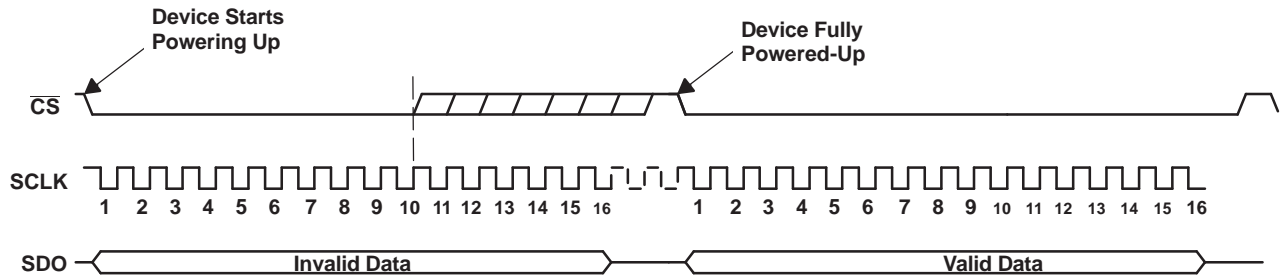 Device Starts
Powering Up
Device Fully
Powered-Up
CS
SCLK
1 2 3 4 5 6 7 8 9 10 11 12 13 14 15 16 1 2 3 4 5 6 7 8 9 10 11 12 13 14 15 16
SDO Invalid Data Valid Data